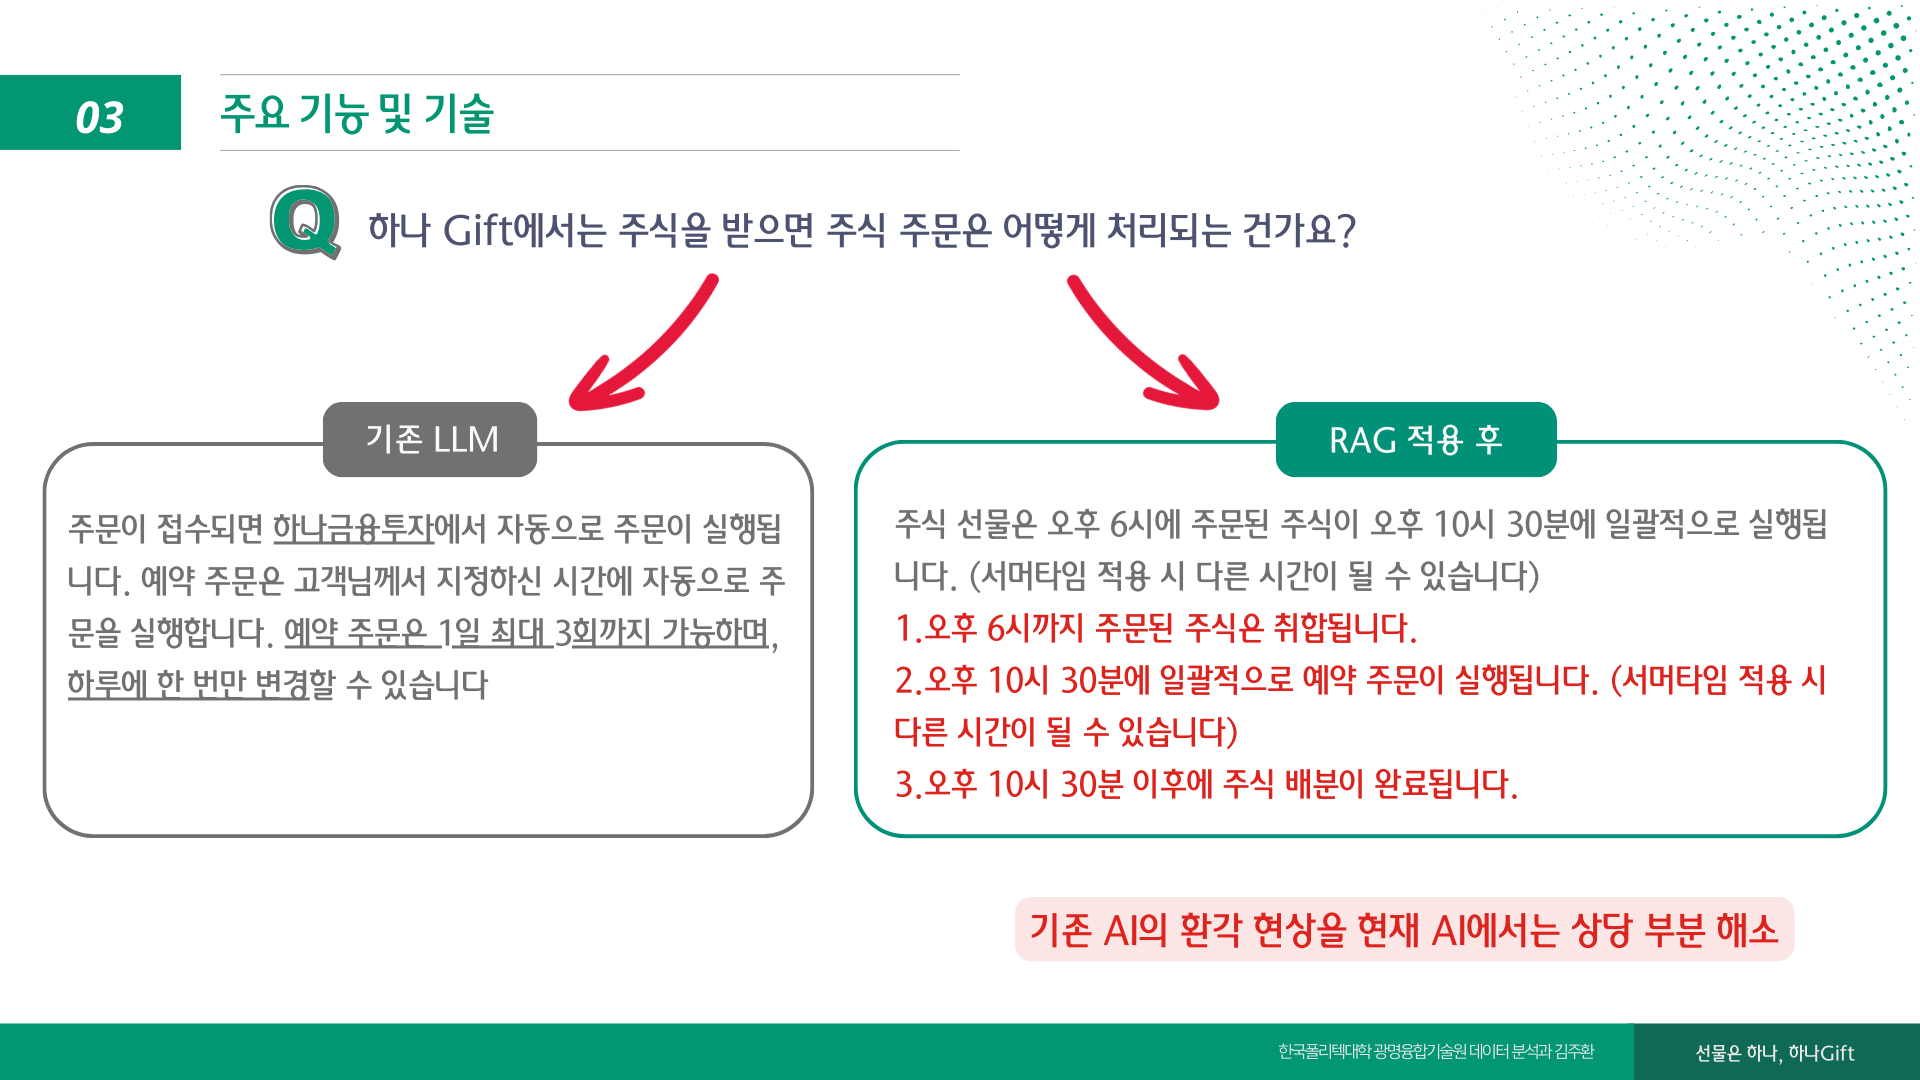 03
주요 기능 및 기술
Q 하나 Gift에서는 주식을 받으면 주식 주문은 어떻게 처리되는 건가요?
기존 LLM
주문이 접수되면 하나금융투자에서 자동으로 주문이 실행됩
니다. 예약 주문은 고객님께서 지정하신 시간에 자동으로 주
문을 실행합니다. 예약 주문은 1일 최대 3회까지 가능하며,
하루에 한 번만 변경할 수 있습니다
RAG 적용 후
주식 선물은 오후 6시에 주문된 주식이 오후 10시 30분에 일괄적으로 실행됩
니다. (서머타임 적용 시 다른 시간이 될 수 있습니다)
1.오후 6시까지 주문된 주식은 취합됩니다.
2.오후 10시 30분에 일괄적으로 예약 주문이 실행됩니다. (서머타임 적용 시
다른 시간이 될 수 있습니다)
3.오후 10시 30분 이후에 주식 배분이 완료됩니다.
기존 AI의 환각 현상을 현재 AI에서는 상당 부분 해소
한국폴리텍대학 광명융합기술원 데이터 분석과 김주환
선물은 하나, 하나Gift